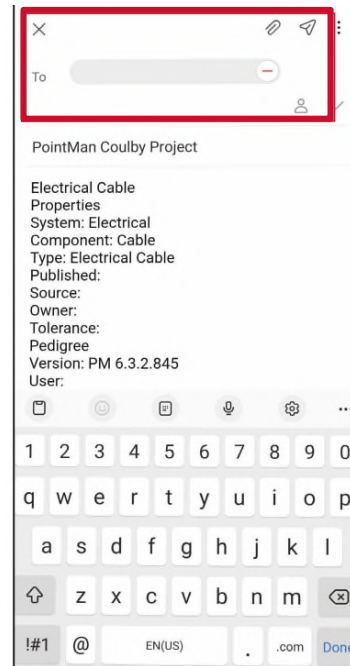 To
PointMan Coulby Project
Electrical Cable
Properties
System: Electrical
Component: Cable
Type: Electrical Cable
Published:
Source:
Owner:
Tolerance:
Pedigree
Version: PM 6.3.2.845
User:
1 2 3 4 5 6 7 8 9 0
q w e r t y u i o p
a s d f g h j k l
z x c v b n m
!#1 @ EN(US) . .com Done